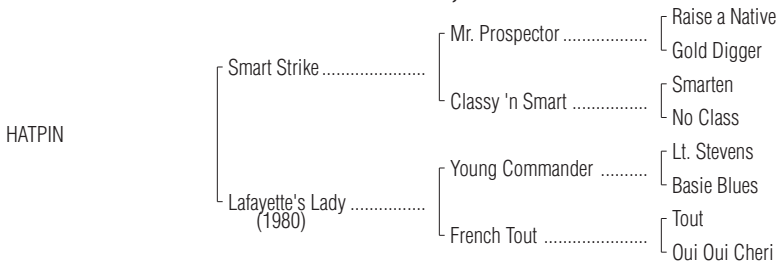 Raise a Native
Mr. Prospector ..................
Gold Digger
Smart Strike ......................
Smarten
Classy 'n Smart ................
No Class
HATPIN
Lt. Stevens
Young Commander ..........
Basie Blues
Lafayette's Lady ................
(1980)
Tout
French Tout ......................
Oui Oui Cheri